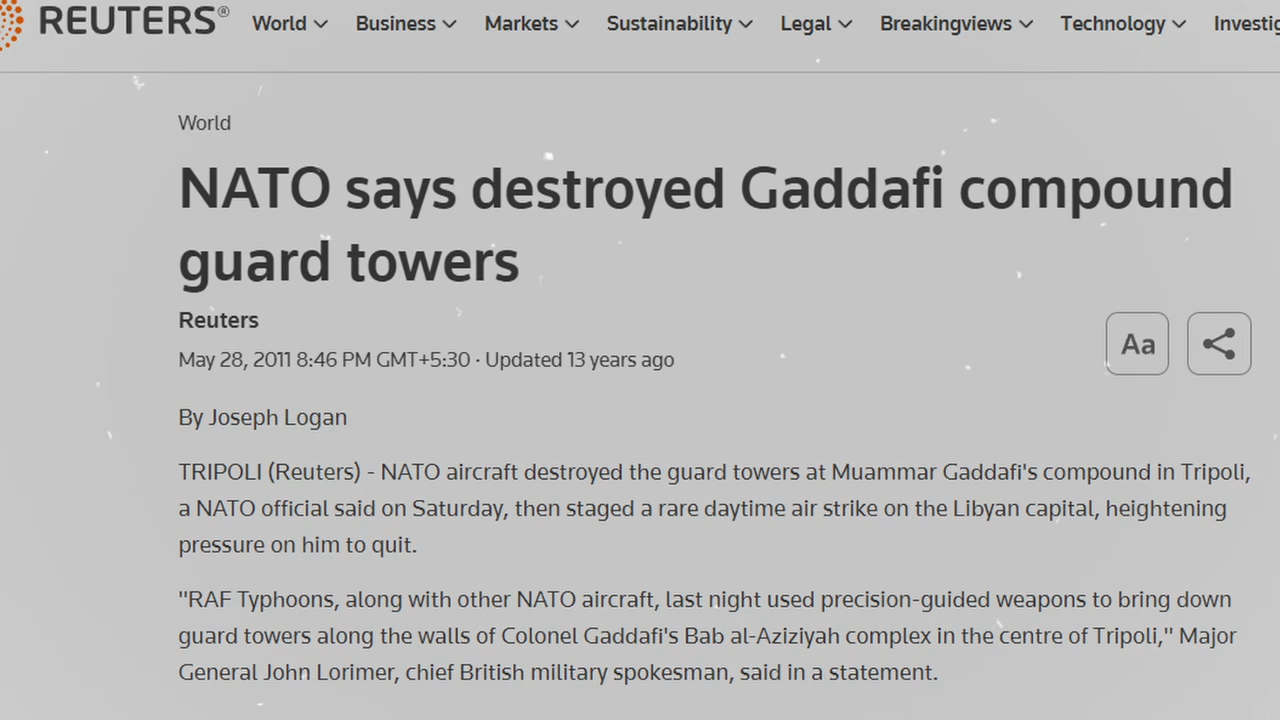 REUTERS®
World Business Markets Sustainability Legal Breakingviews Technology
World
NATO says destroyed Gaddafi compound
guard towers
Reuters
May 28, 2011 8:46 PM GMT+5:30 · Updated 13 years ago
Aa
By Joseph Logan
TRIPOLI (Reuters) - NATO aircraft destroyed the guard towers at Muammar Gaddafi's compound in Tripoli,
a NATO official said on Saturday, then staged a rare daytime air strike on the Libyan capital, heightening
pressure on him to quit.
"RAF Typhoons, along with other NATO aircraft, last night used precision-guided weapons to bring down
guard towers along the walls of Colonel Gaddafi's Bab al-Aziziyah complex in the centre of Tripoli," Major
General John Lorimer, chief British military spokesman, said in a statement.